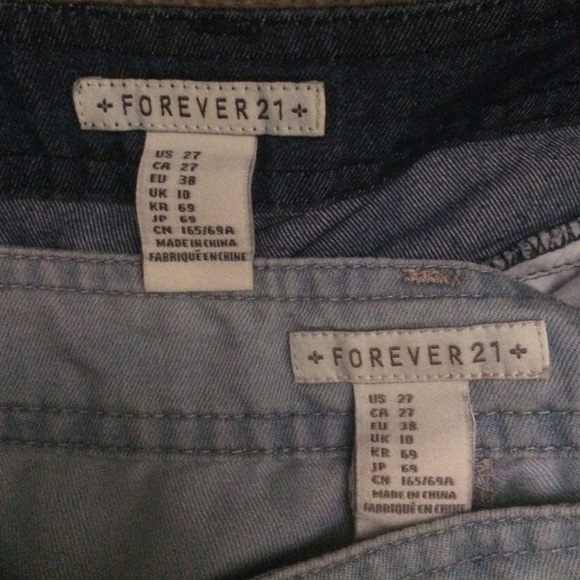 FOREVER 21
US 27
CA 27
EU 38
UK 10
KR 69
JP 69
CN 165/69A
MADE IN CHINA
FABRIQUÉ EN CHINE
FOREVER 21
US 27
CA 27
EU 38
UK 10
KR 69
JP 69
CN 165/69A
MADE IN CHINA
FABRIQUÉ EN CHINE